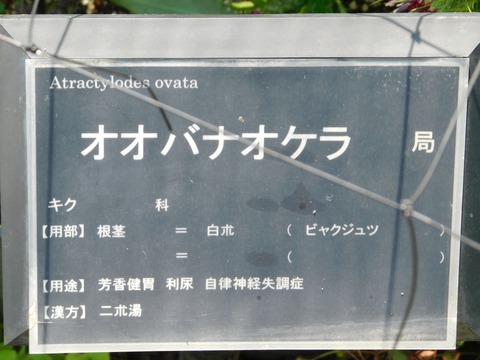 Atractylodes ovata
オオバナオケラ 局
キク 科
【用部】 根茎 = 白朮 ( ビャクジュツ )
= ( )
【用途】 芳香健胃 利尿 自律神経失調症
【漢方】 二朮湯